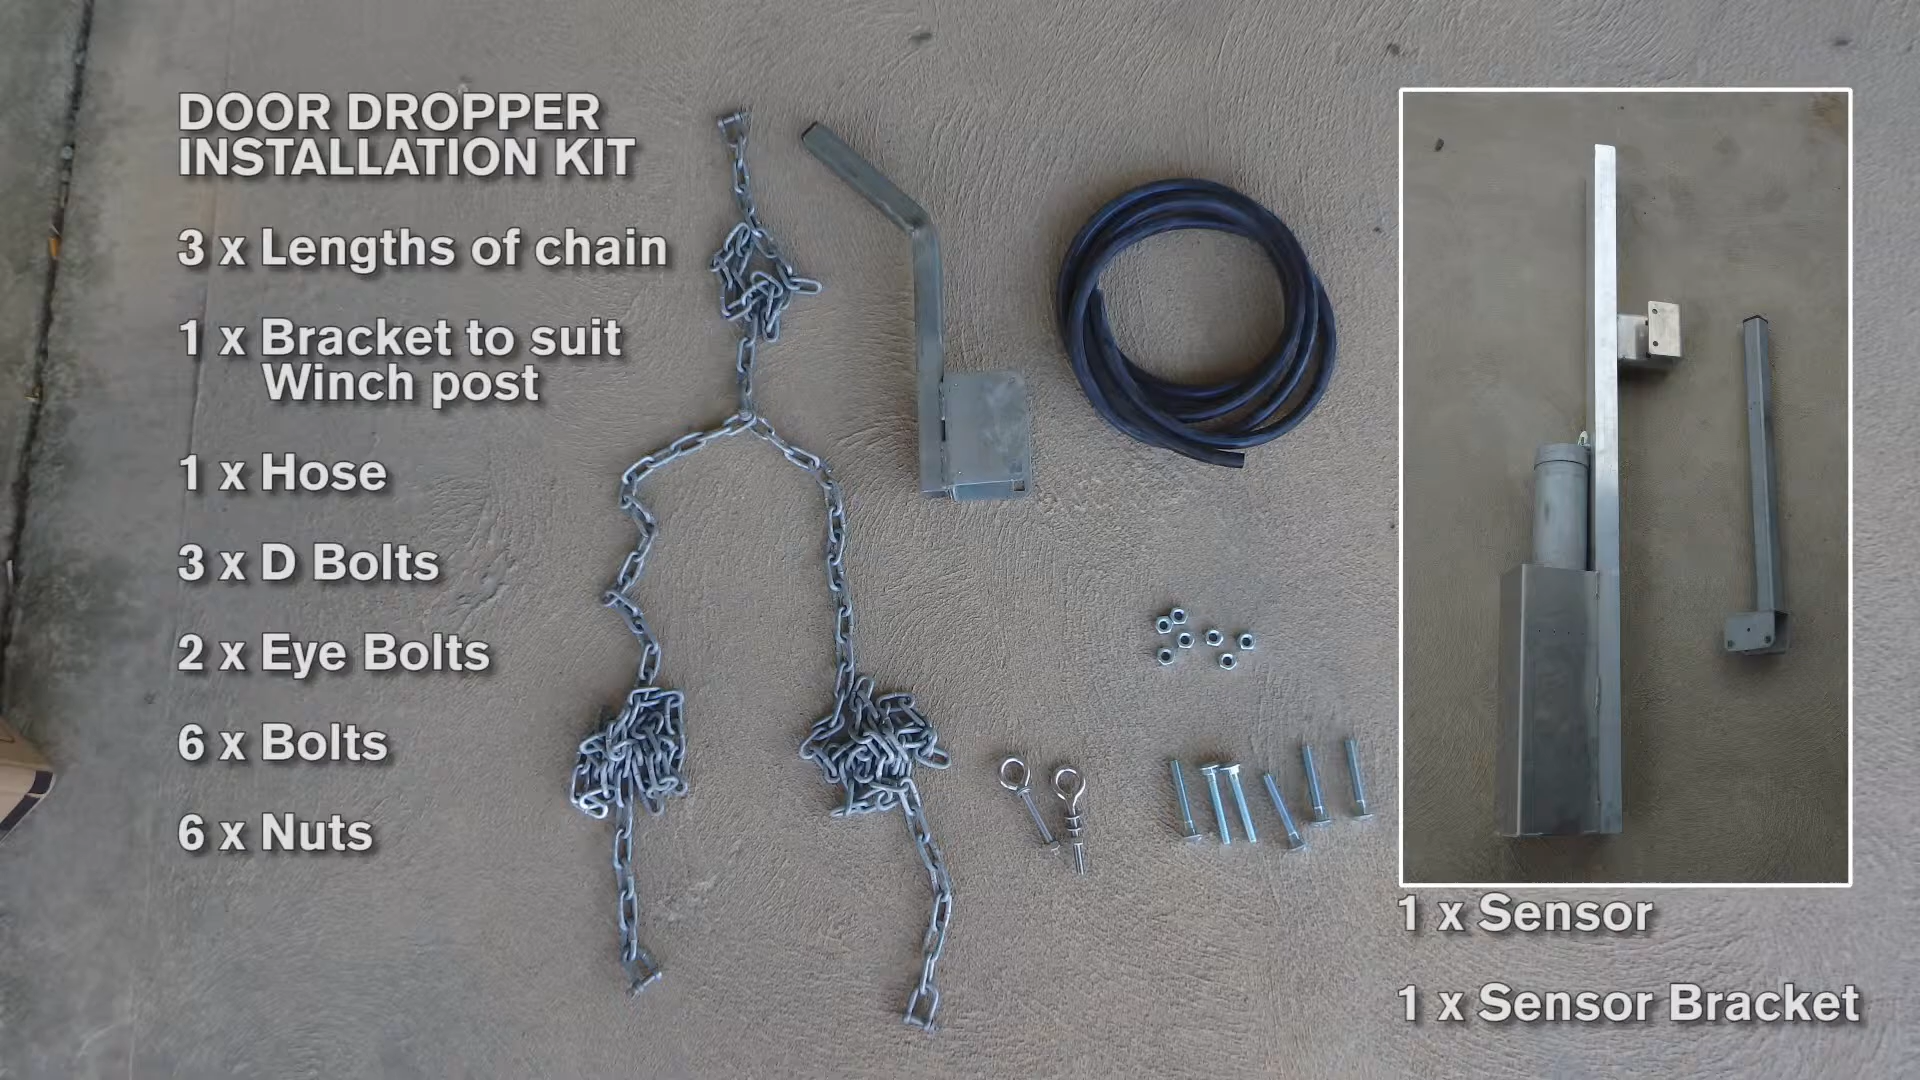 DOOR DROPPER
INSTALLATION KIT
3 x Lengths of chain
1 x Bracket to suit
Winch post
1 x Hose
3 x D Bolts
2 x Eye Bolts
6 x Bolts
6 x Nuts
1 x Sensor
1 x Sensor Bracket